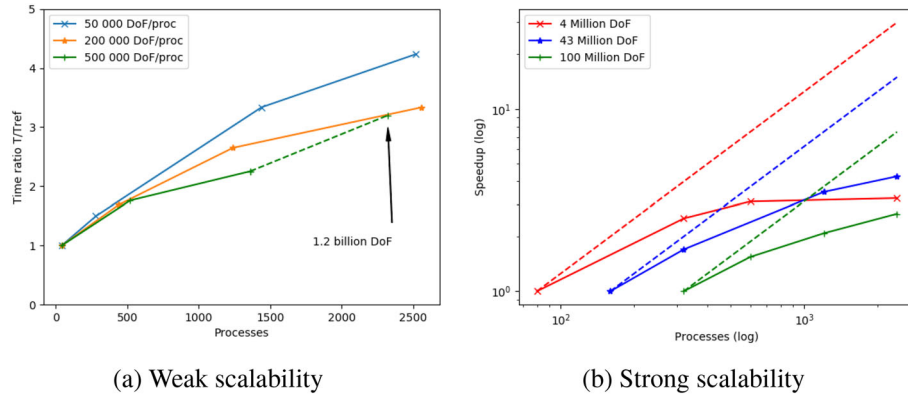 50 000 DoF/proc
200 000 DoF/proc
500 000 DoF/proc
5
4
3
2
1
0
Time ratio T/Tref
1.2 billion DoF
0 500 1000 1500 2000 2500
Processes
(a) Weak scalability
4 Million DoF
43 Million DoF
100 Million DoF
10¹
10⁰
Speedup (log)
10² 10³
Processes (log)
(b) Strong scalability